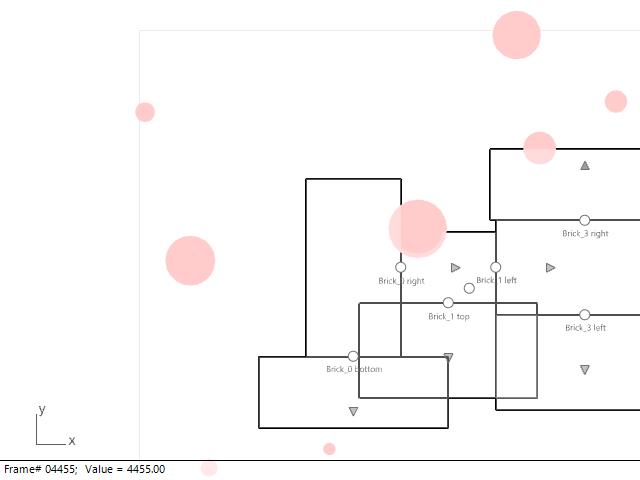 Brick_3 right
Brick_0 right
Brick_1 left
Brick_1 top
Brick_3 left
Brick_0 bottom
y
x
Frame# 04455;  Value = 4455.00